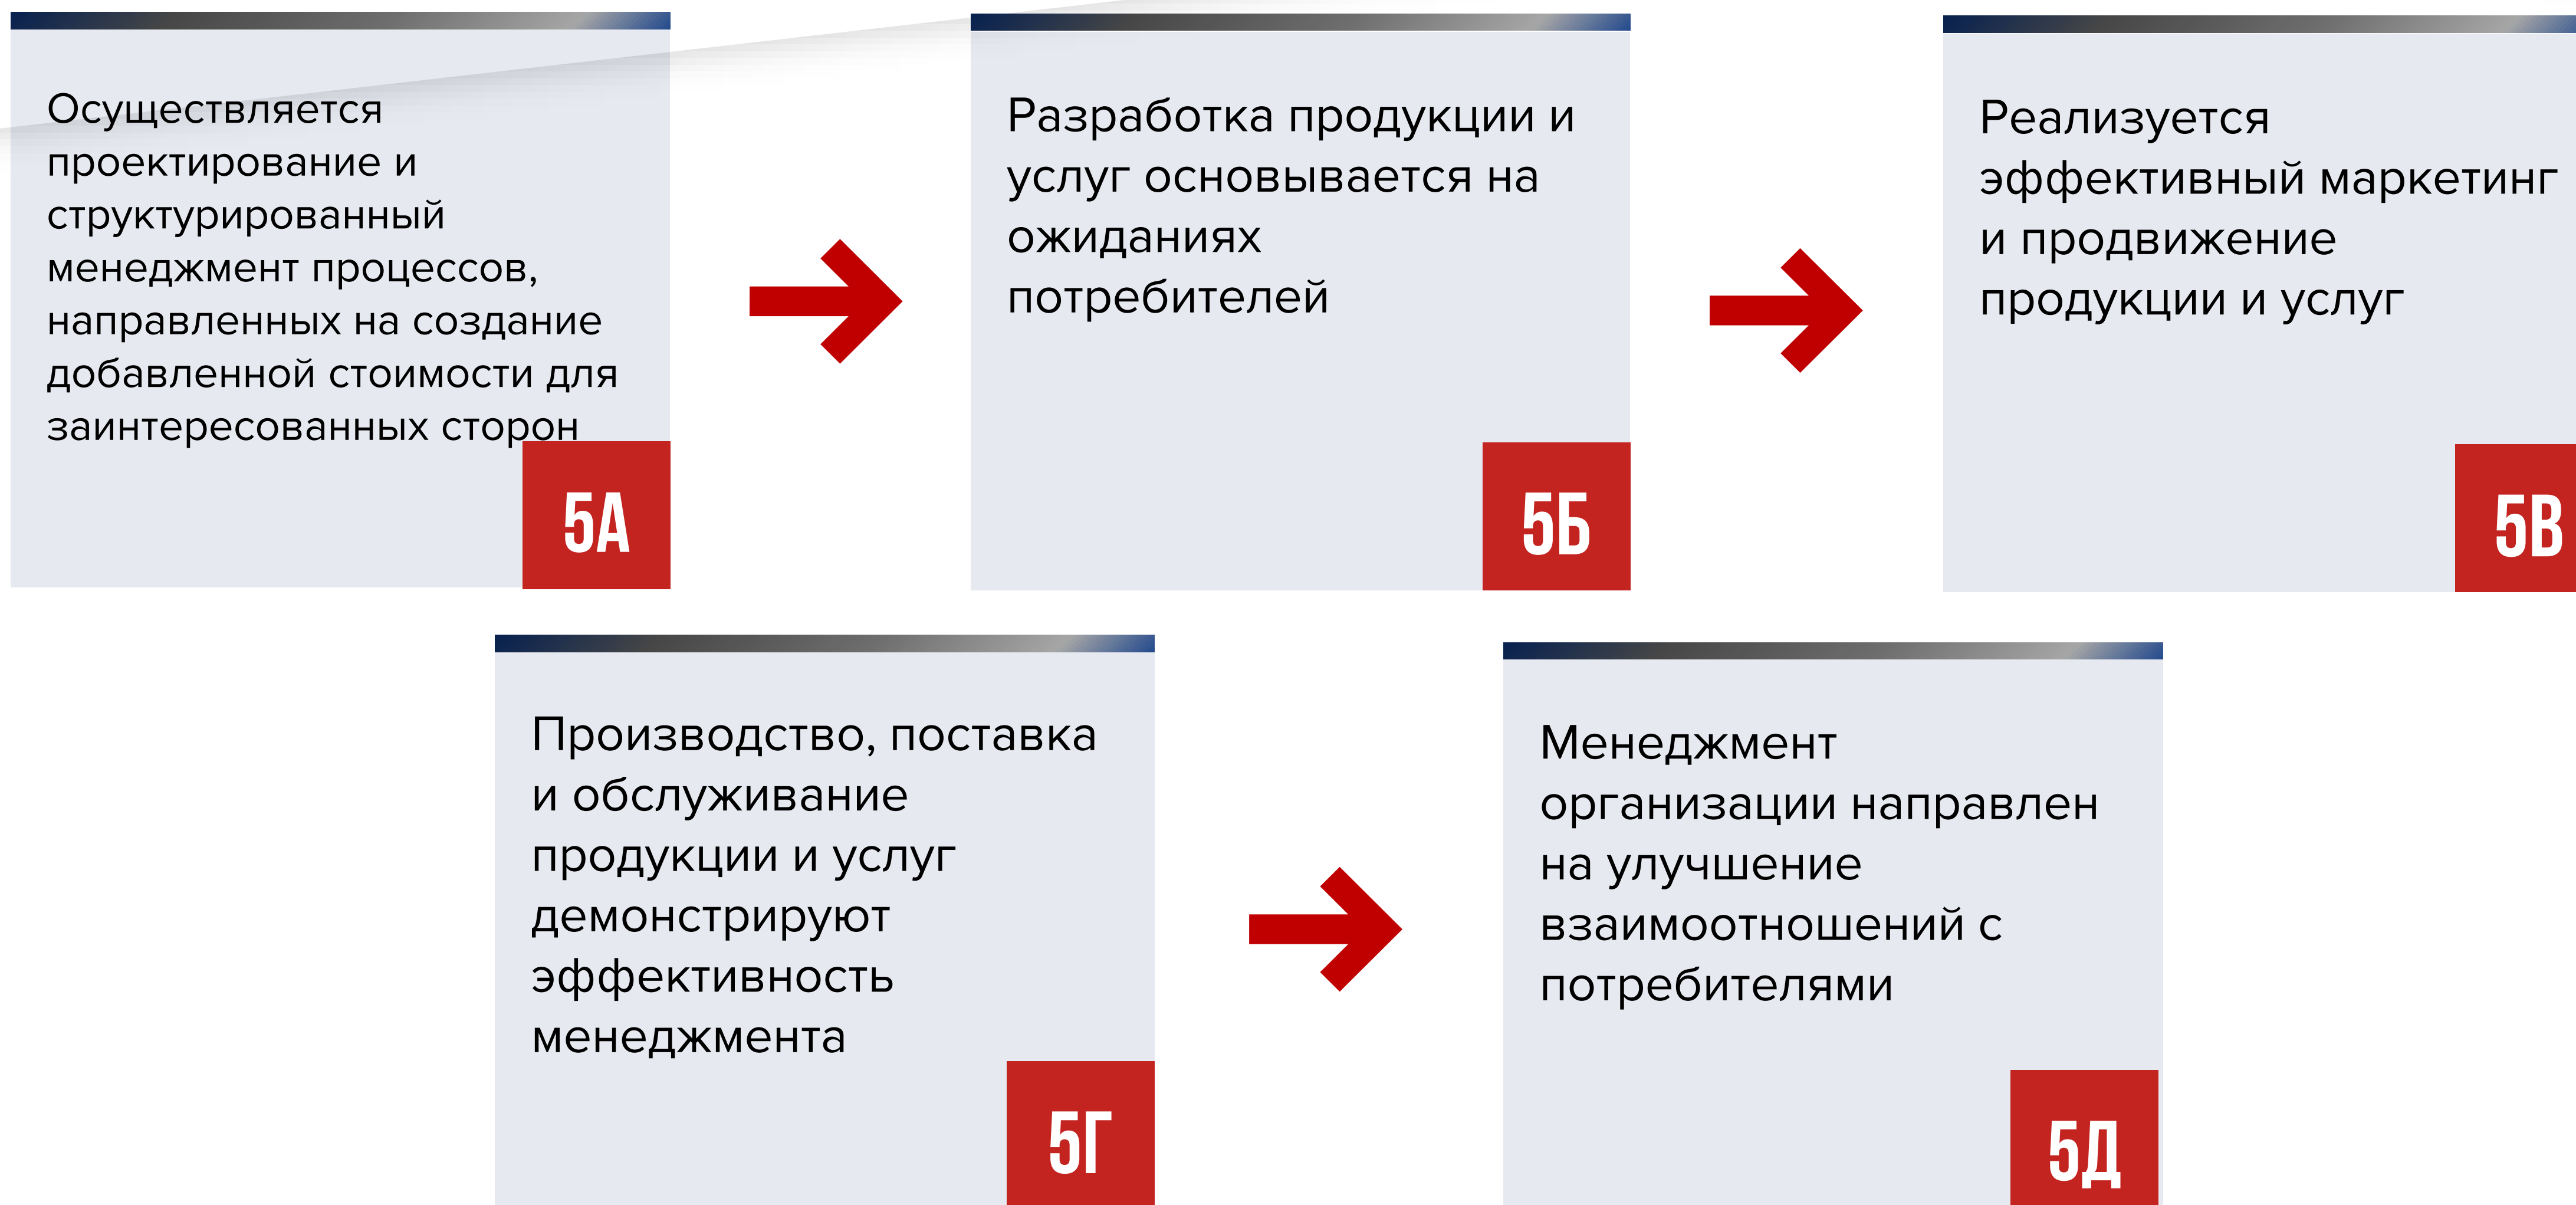 Осуществляется
проектирование и
структурированный
менеджмент процессов,
направленных на создание
добавленной стоимости для
заинтересованных сторон
5А
Разработка продукции и
услуг основывается на
ожиданиях
потребителей
5Б
Реализуется
эффективный маркетинг
и продвижение
продукции и услуг
5В
Производство, поставка
и обслуживание
продукции и услуг
демонстрируют
эффективность
менеджмента
5Г
Менеджмент
организации направлен
на улучшение
взаимоотношений с
потребителями
5Д